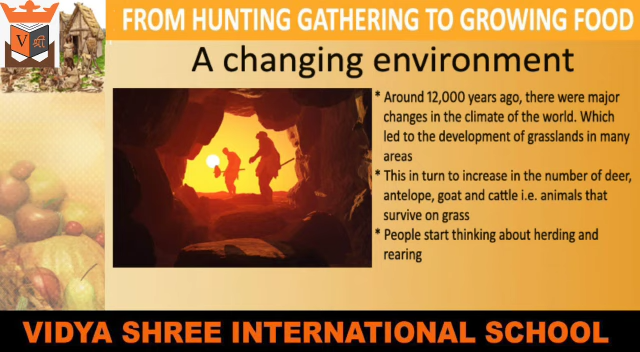 FROM HUNTING GATHERING TO GROWING FOOD
A changing environment
* Around 12,000 years ago, there were major
changes in the climate of the world. Which
led to the development of grasslands in many
areas
* This in turn to increase in the number of deer,
antelope, goat and cattle i.e. animals that
survive on grass
* People start thinking about herding and
rearing
VIDYA SHREE INTERNATIONAL SCHOOL